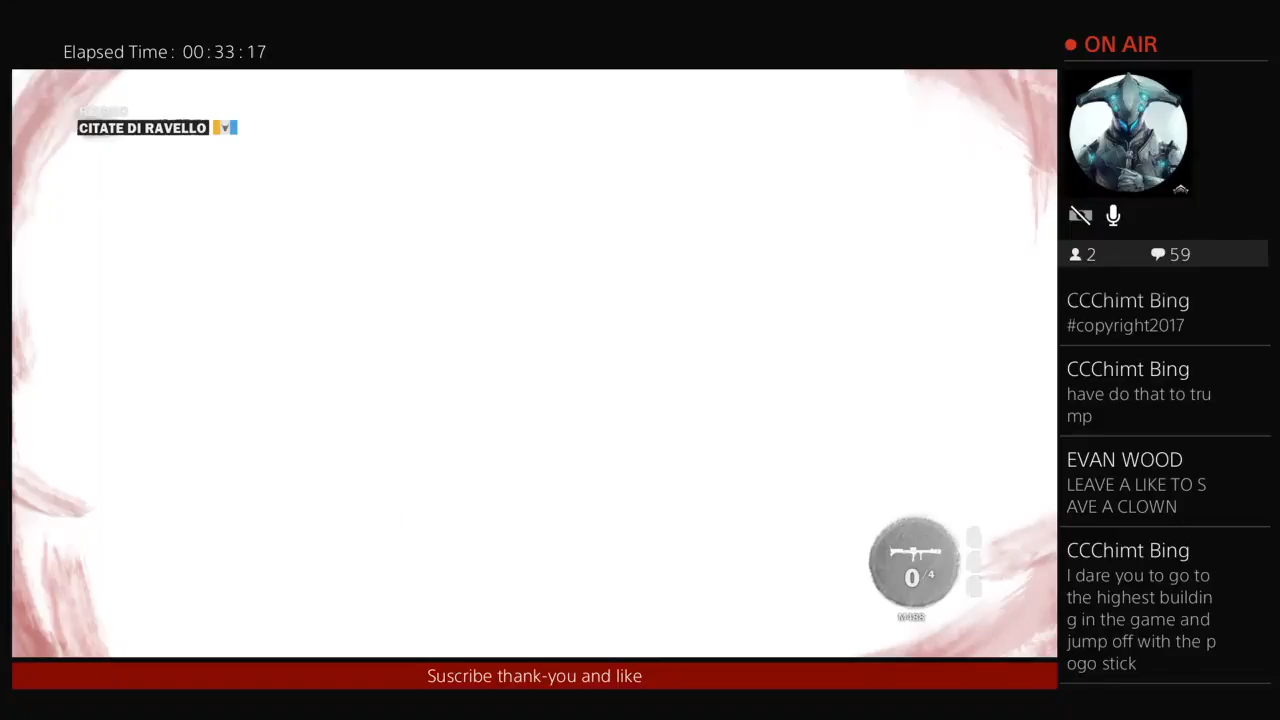 Elapsed Time: 00:33:17
CITATE DI RAVELLO
0/4
M488
Suscribe thank-you and like
ON AIR
2 59
CCChimt Bing
#copyright2017
CCChimt Bing
have do that to tru
mp
EVAN WOOD
LEAVE A LIKE TO S
AVE A CLOWN
CCChimt Bing
I dare you to go to
the highest buildin
g in the game and
jump off with the p
ogo stick